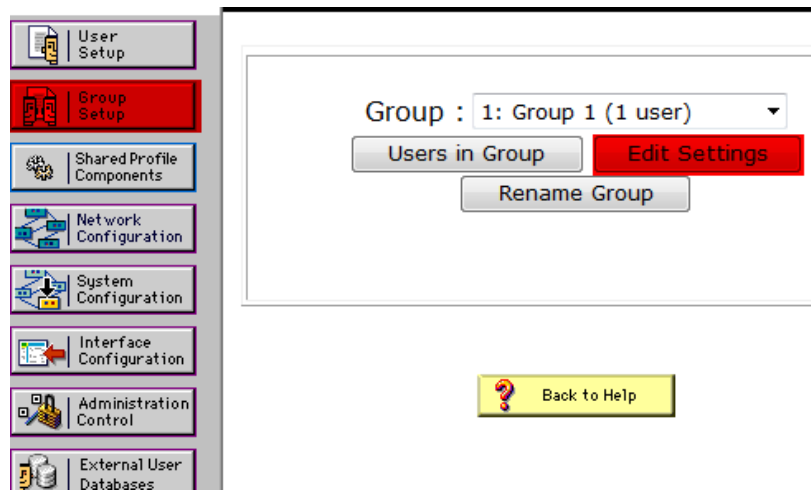 User
Setup
Group
Setup
Shared Profile
Components
Network
Configuration
System
Configuration
Interface
Configuration
Administration
Control
External User
Databases
Group : 1: Group 1 (1 user)
Users in Group
Edit Settings
Rename Group
Back to Help